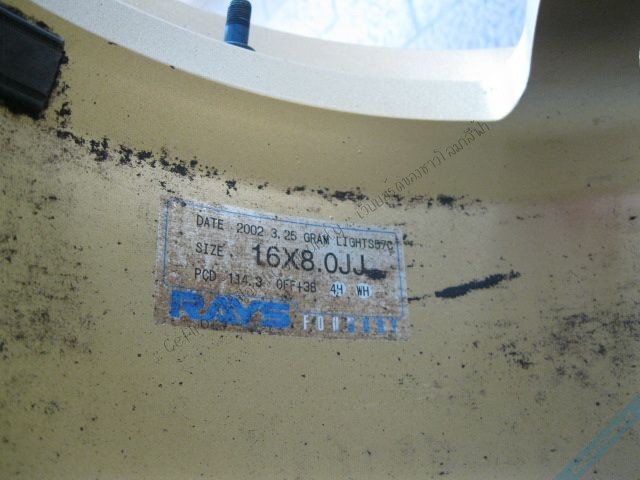 DATE 2002 3.25 GRAM LIGHTS57C
SIZE 16X8.0JJ
PCD 114.3 OFF+38 4H WH
RAYS